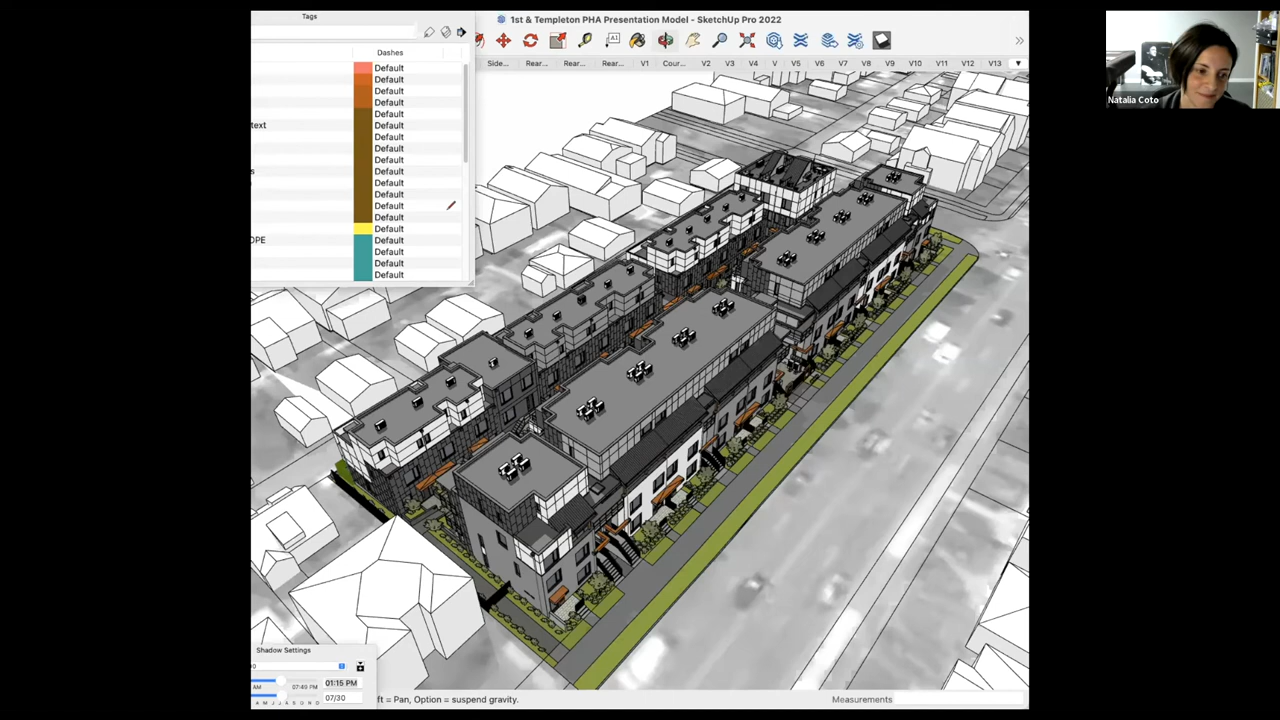 Tags
1st & Templeton PHA Presentation Model - SketchUp Pro 2022
A1
Side... Rear... Rear... Rear... V1 Cour... V2 V3 V4 V V5 V6 V7 V8 V9 V10 V11 V12 V13
Dashes
Default
Default
Default
Default
Default
text Default
Default
Default
s Default
Default
Default
Default
Default
Default
Default
OPE Default
Default
Default
Default
Natalia Coto
Shadow Settings
00
AM 07:49 PM 01:15 PM
A M J J A S O N D 07/30
ft = Pan, Option = suspend gravity.
Measurements